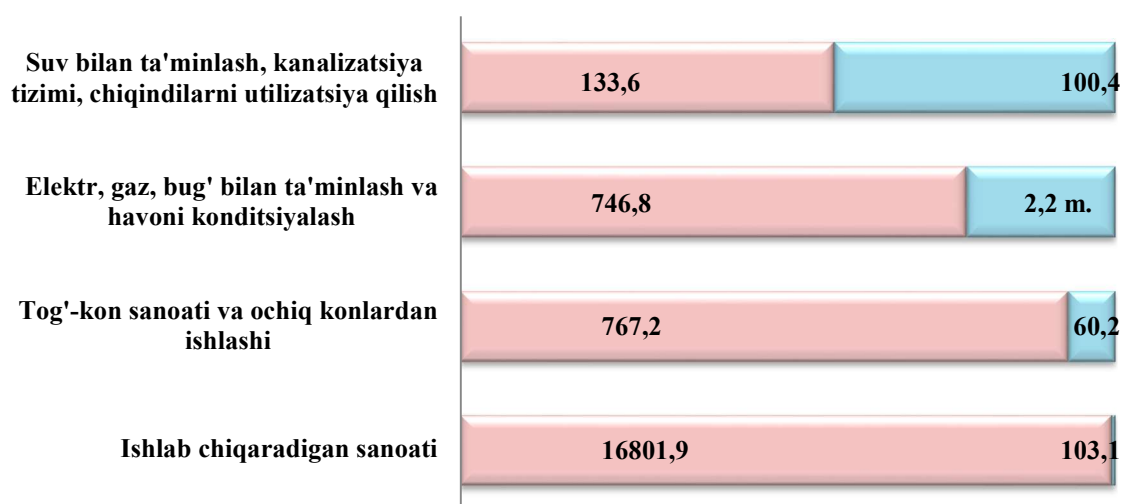 Suv bilan ta'minlash, kanalizatsiya
tizimi, chiqindilarni utilizatsiya qilish
133,6
100,4
Elektr, gaz, bug' bilan ta'minlash va
havoni konditsiyalash
746,8
2,2 m.
Tog'-kon sanoati va ochiq konlardan
ishlashi
767,2
60,2
Ishlab chiqaradigan sanoati
16801,9
103,1